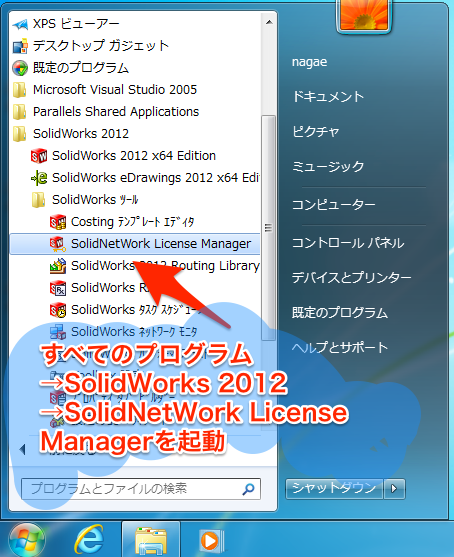 XPS ビューアー
デスクトップ ガジェット
既定のプログラム
Microsoft Visual Studio 2005
Parallels Shared Applications
SolidWorks 2012
SolidWorks 2012 x64 Edition
SolidWorks eDrawings 2012 x64 Edi
SolidWorks ツール
Costing テンプレート エディタ
SolidNetWork License Manager
SolidWorks 2012 Routing Library
SolidWorks R
SolidWorks タスク スケジュー
SolidWorks ネットワーク モニタ
すべてのプログラム
→SolidWorks 2012
→SolidNetWork License
Managerを起動
プログラムとファイルの検索
nagae
ドキュメント
ピクチャ
ミュージック
コンピューター
コントロール パネル
デバイスとプリンター
既定のプログラム
ヘルプとサポート
シャットダウン